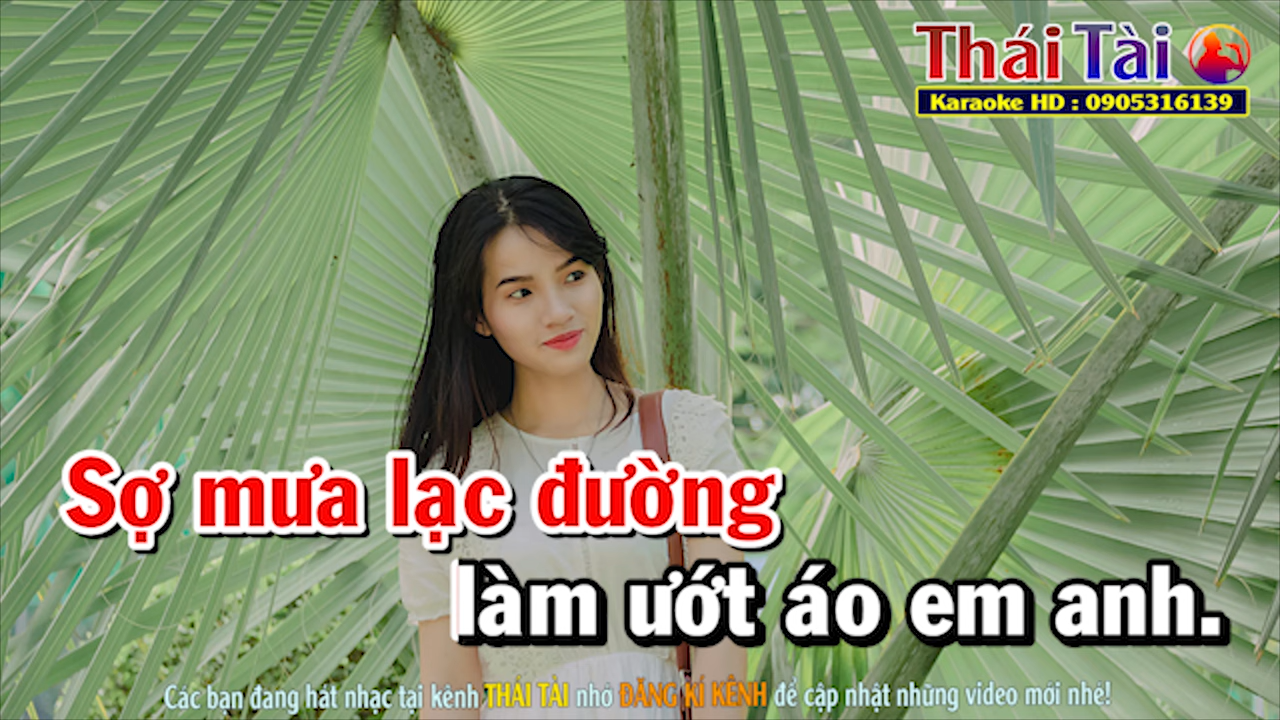 Thái Tài
Karaoke HD : 0905316139
Sợ mưa lạc đường
làm ướt áo em anh.
Các bạn đang hát nhạc tại kênh THÁI TÀI nhớ ĐĂNG KÍ KÊNH để cập nhật những video mới nhé!